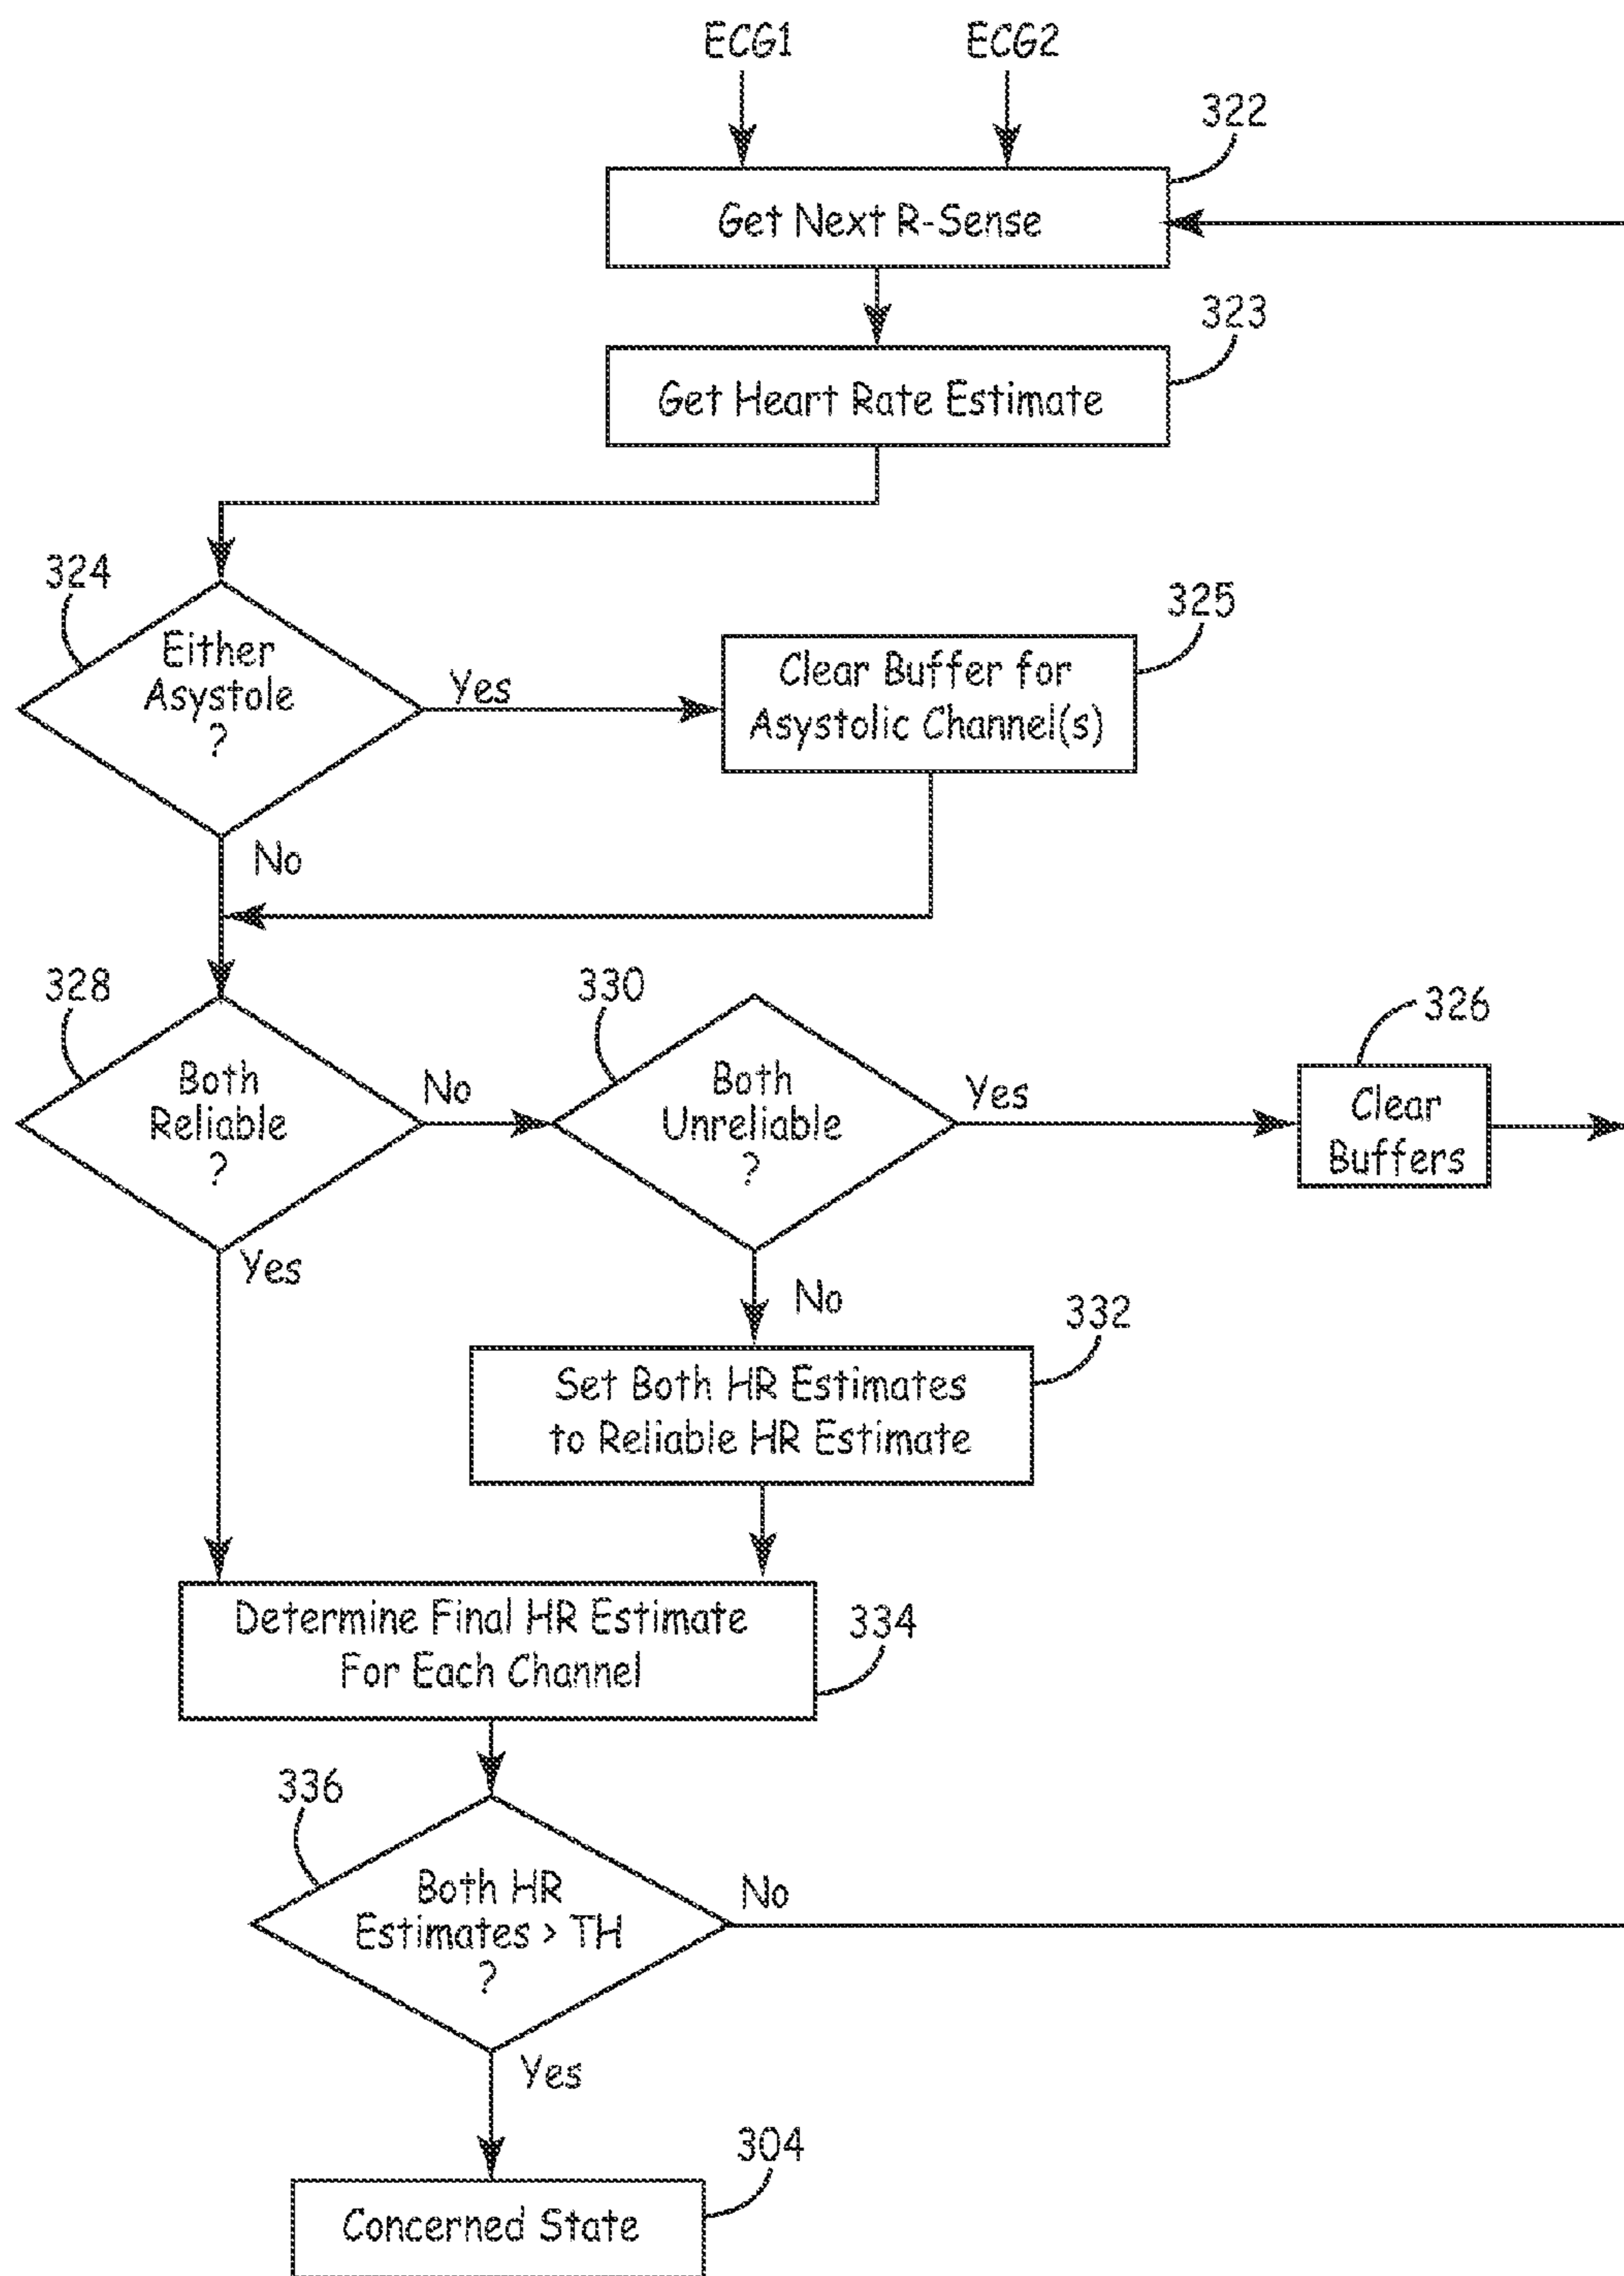 ECG1
ECG2
322
Get Next R-Sense
323
Get Heart Rate Estimate
324
Either
Asystole
?
Yes
325
Clear Buffer for
Asystolic Channel(s)
No
328
Both
Reliable
?
No
330
Both
Unreliable
?
Yes
326
Clear
Buffers
Yes
No
332
Set Both HR Estimates
to Reliable HR Estimate
Determine Final HR Estimate
For Each Channel
334
336
Both HR
Estimates > TH
?
No
Yes
304
Concerned State